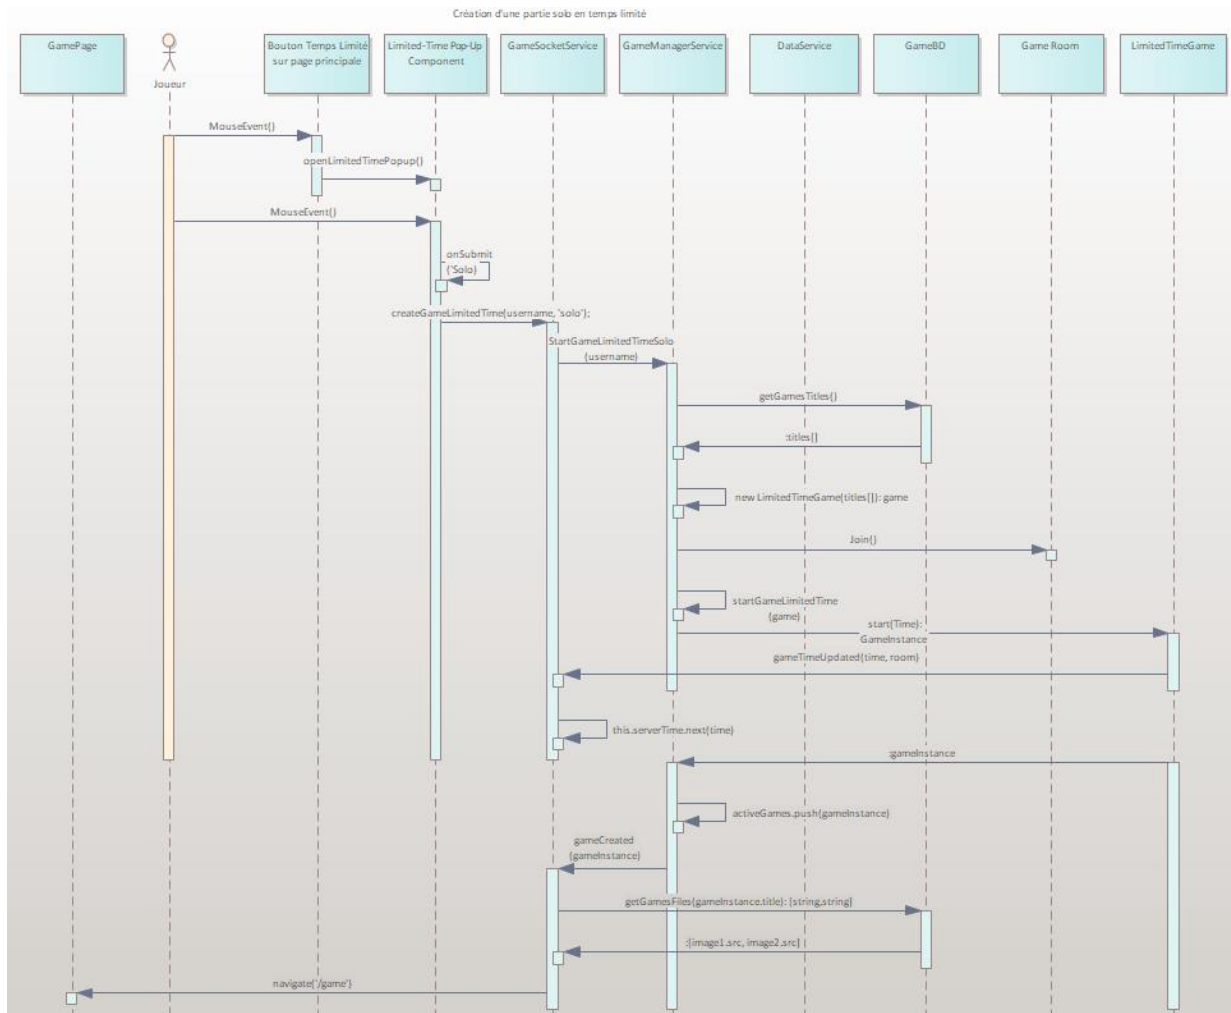 Création d'une partie solo en temps limité
GamePage
Joueur
Bouton Temps Limité
sur page principale
Limited-Time Pop-Up
Component
GameSocketService
GameManagerService
DataService
GameBD
Game Room
LimitedTimeGame
MouseEvent()
openLimitedTimePopup()
MouseEvent()
onSubmit
('Solo)
createGameLimitedTime(username, 'solo');
StartGameLimitedTimeSolo
(username)
getGamesTitles()
:titles[]
new LimitedTimeGame(titles[]): game
Join()
startGameLimitedTime
(game)
start(Time):
GameInstance
gameTimeUpdated(time, room)
this.serverTime.next(time)
:gameInstance
activeGames.push(gameInstance)
gameCreated
(gameInstance)
getGamesFiles(gameInstance.title): [string,string]
:[image1.src, image2.src]
navigate('/game')